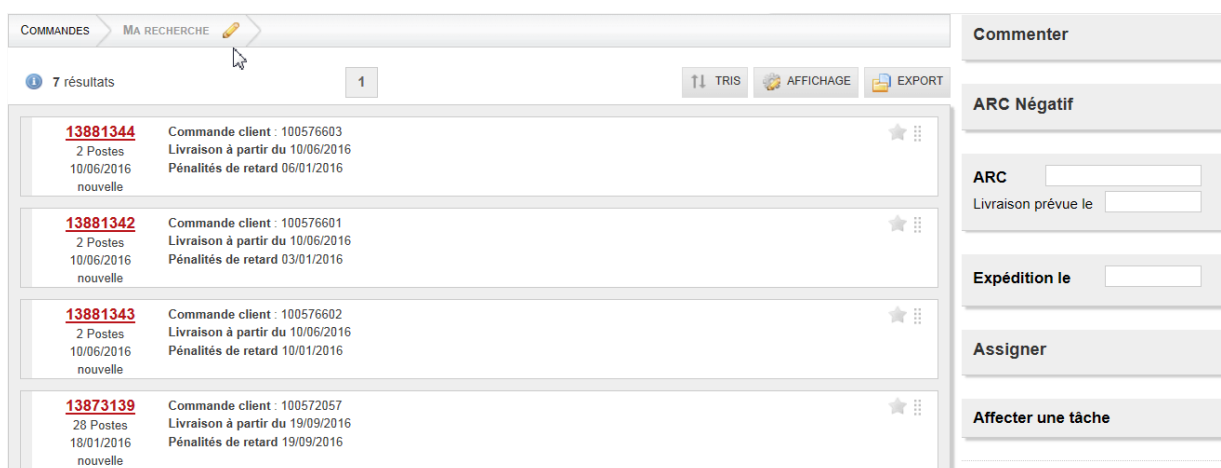 COMMANDES
MA RECHERCHE
7 résultats
1
TRIS
AFFICHAGE
EXPORT
13881344
2 Postes
10/06/2016
nouvelle
Commande client : 100576603
Livraison à partir du 10/06/2016
Pénalités de retard 06/01/2016
13881342
2 Postes
10/06/2016
nouvelle
Commande client : 100576601
Livraison à partir du 10/06/2016
Pénalités de retard 03/01/2016
13881343
2 Postes
10/06/2016
nouvelle
Commande client : 100576602
Livraison à partir du 10/06/2016
Pénalités de retard 10/01/2016
13873139
28 Postes
18/01/2016
nouvelle
Commande client : 100572057
Livraison à partir du 19/09/2016
Pénalités de retard 19/09/2016
Commenter
ARC Négatif
ARC
Livraison prévue le
Expédition le
Assigner
Affecter une tâche